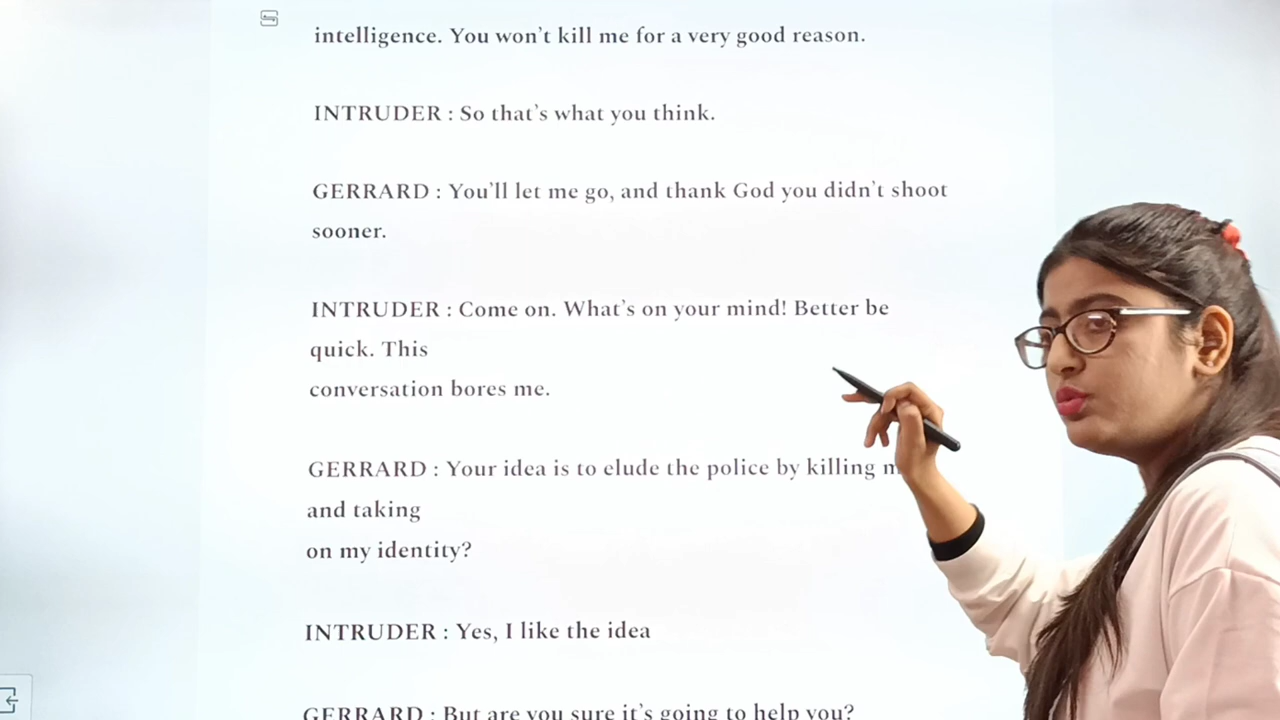 intelligence. You won't kill me for a very good reason.
INTRUDER : So that's what you think.
GERRARD : You'll let me go, and thank God you didn't shoot
sooner.
INTRUDER : Come on. What's on your mind! Better be
quick. This
conversation bores me.
GERRARD : Your idea is to elude the police by killing
and taking
on my identity?
INTRUDER : Yes, I like the idea
GERRARD : But are you sure it's going to help you?